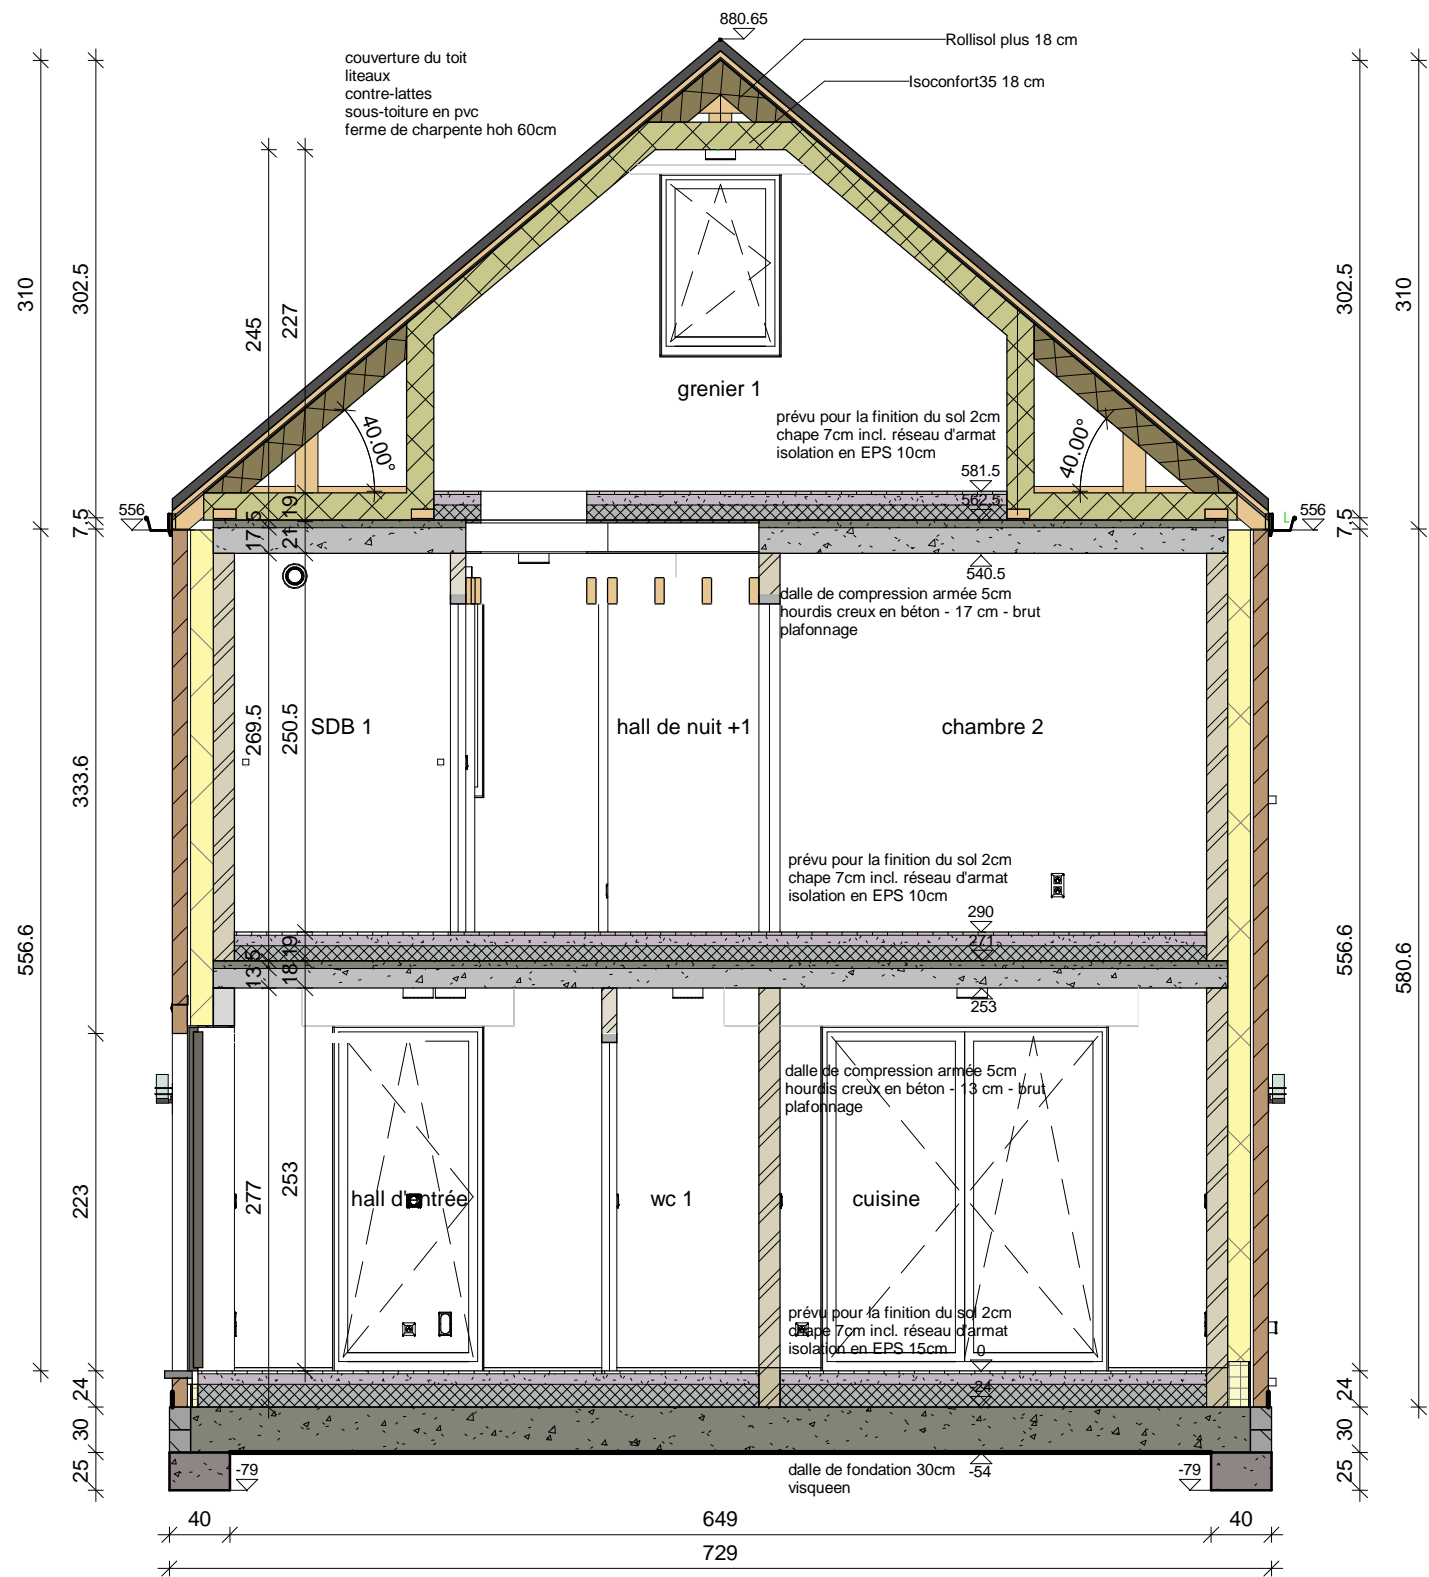 880.65
Rollisol plus 18 cm
Isoconfort35 18 cm
couverture du toit
liteaux
contre-lattes
sous-toiture en pvc
ferme de charpente hoh 60cm
310
302.5
245
227
302.5
310
grenier 1
40.00°
40.00°
prévu pour la finition du sol 2cm
chape 7cm incl. réseau d'armat
isolation en EPS 10cm
581.5
562.5
556
556
7.5
17.5
21
19
7.5
540.5
dalle de compression armée 5cm
hourdis creux en béton - 17 cm - brut
plafonnage
333.6
269.5
250.5
SDB 1
hall de nuit +1
chambre 2
prévu pour la finition du sol 2cm
chape 7cm incl. réseau d'armat
isolation en EPS 10cm
290
271
556.6
13.5
18
19
556.6
580.6
253
dalle de compression armée 5cm
hourdis creux en béton - 13 cm - brut
plafonnage
223
277
253
hall d'entrée
wc 1
cuisine
prévu pour la finition du sol 2cm
chape 7cm incl. réseau d'armat
isolation en EPS 15cm
0
-24
24
30
25
24
30
25
-79
dalle de fondation 30cm
visqueen
-54
-79
40
649
40
729